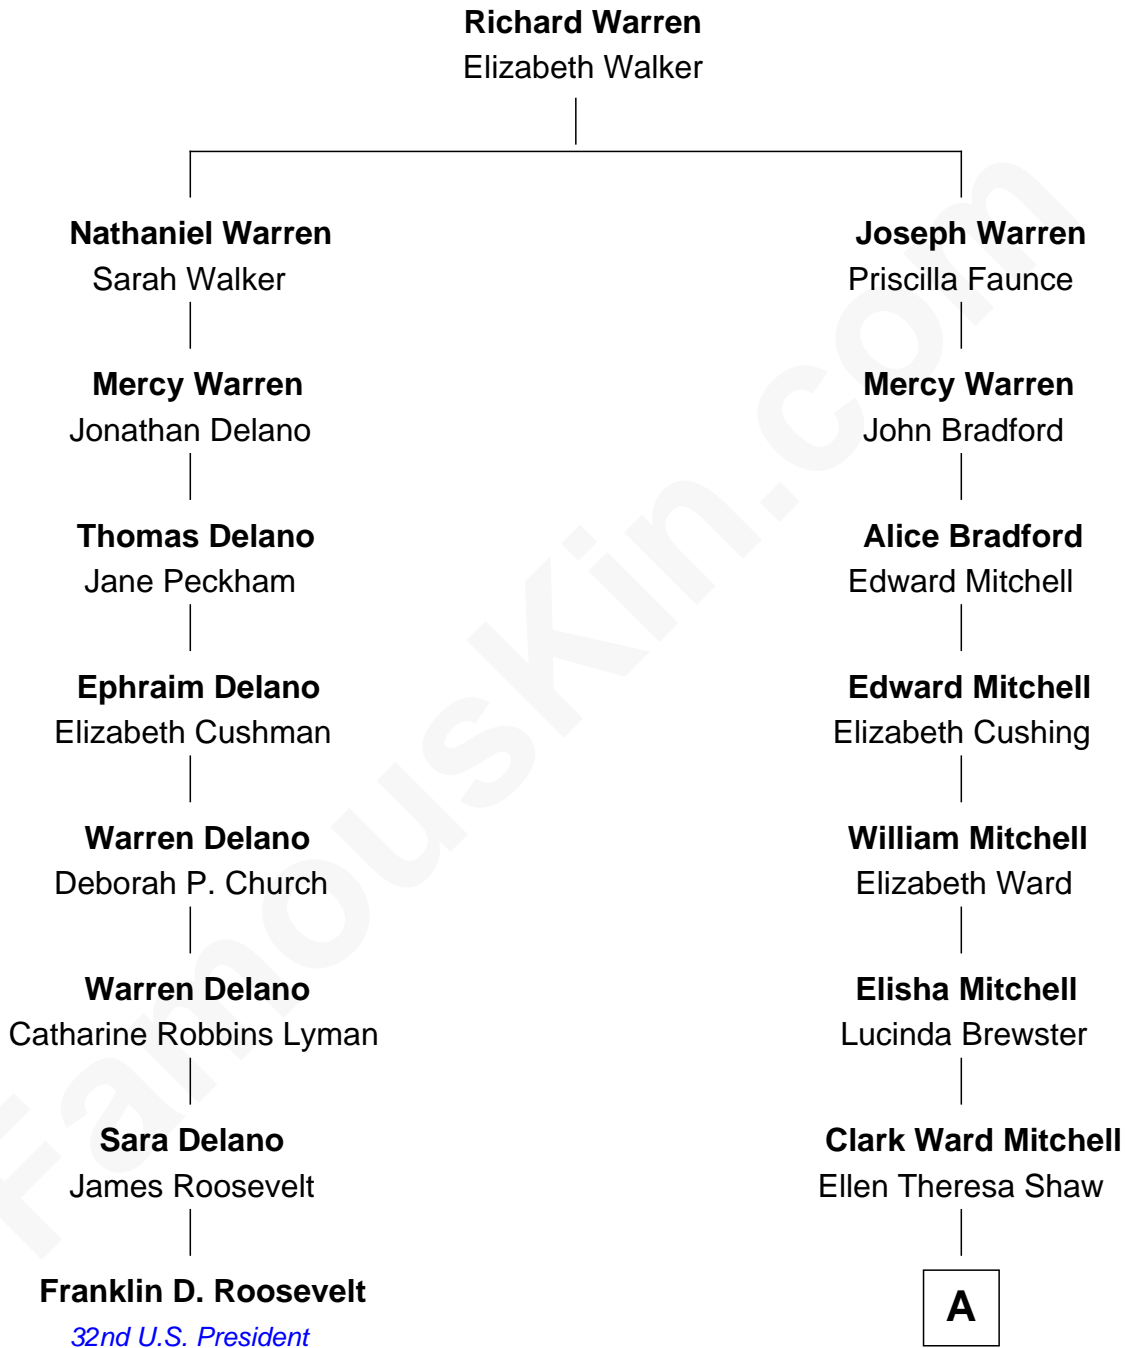 Richard Warren
Elizabeth Walker
Nathaniel Warren
Sarah Walker
Mercy Warren
Jonathan Delano
Thomas Delano
Jane Peckham
Ephraim Delano
Elizabeth Cushman
Warren Delano
Deborah P. Church
Warren Delano
Catharine Robbins Lyman
Sara Delano
James Roosevelt
Franklin D. Roosevelt
32nd U.S. President
Joseph Warren
Priscilla Faunce
Mercy Warren
John Bradford
Alice Bradford
Edward Mitchell
Edward Mitchell
Elizabeth Cushing
William Mitchell
Elizabeth Ward
Elisha Mitchell
Lucinda Brewster
Clark Ward Mitchell
Ellen Theresa Shaw
A
FamousKin.com